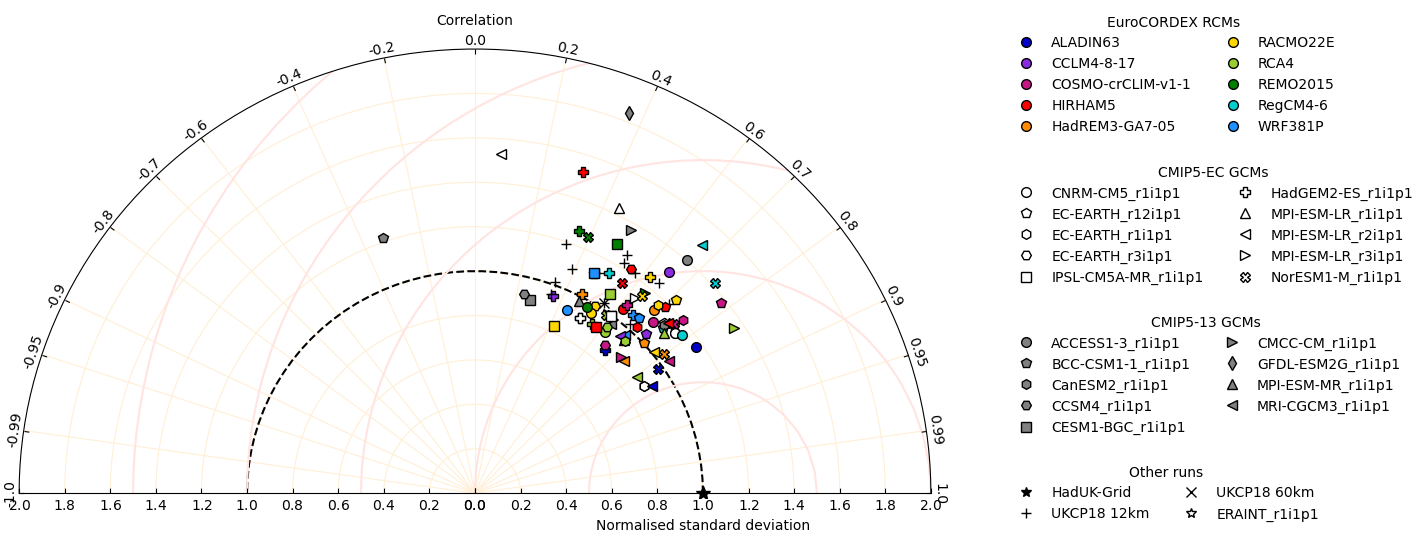 Correlation
-0.99
-0.95
-0.9
-0.8
-0.7
-0.6
-0.4
-0.2
0.0
0.2
0.4
0.6
0.7
0.8
0.9
0.95
0.99
1.0
1.0
2.0 1.8 1.6 1.4 1.2 1.0 0.8 0.6 0.4 0.2 0.0 0.0 0.2 0.4 0.6 0.8 1.0 1.2 1.4 1.6 1.8 2.0
Normalised standard deviation
EuroCORDEX RCMs
ALADIN63
CCLM4-8-17
COSMO-crCLIM-v1-1
HIRHAM5
HadREM3-GA7-05
RACMO22E
RCA4
REMO2015
RegCM4-6
WRF381P
CMIP5-EC GCMs
CNRM-CM5_r1i1p1
EC-EARTH_r12i1p1
EC-EARTH_r1i1p1
EC-EARTH_r3i1p1
IPSL-CM5A-MR_r1i1p1
HadGEM2-ES_r1i1p1
MPI-ESM-LR_r1i1p1
MPI-ESM-LR_r2i1p1
MPI-ESM-LR_r3i1p1
NorESM1-M_r1i1p1
CMIP5-13 GCMs
ACCESS1-3_r1i1p1
BCC-CSM1-1_r1i1p1
CanESM2_r1i1p1
CCSM4_r1i1p1
CESM1-BGC_r1i1p1
CMCC-CM_r1i1p1
GFDL-ESM2G_r1i1p1
MPI-ESM-MR_r1i1p1
MRI-CGCM3_r1i1p1
Other runs
HadUK-Grid
UKCP18 12km
UKCP18 60km
ERAINT_r1i1p1